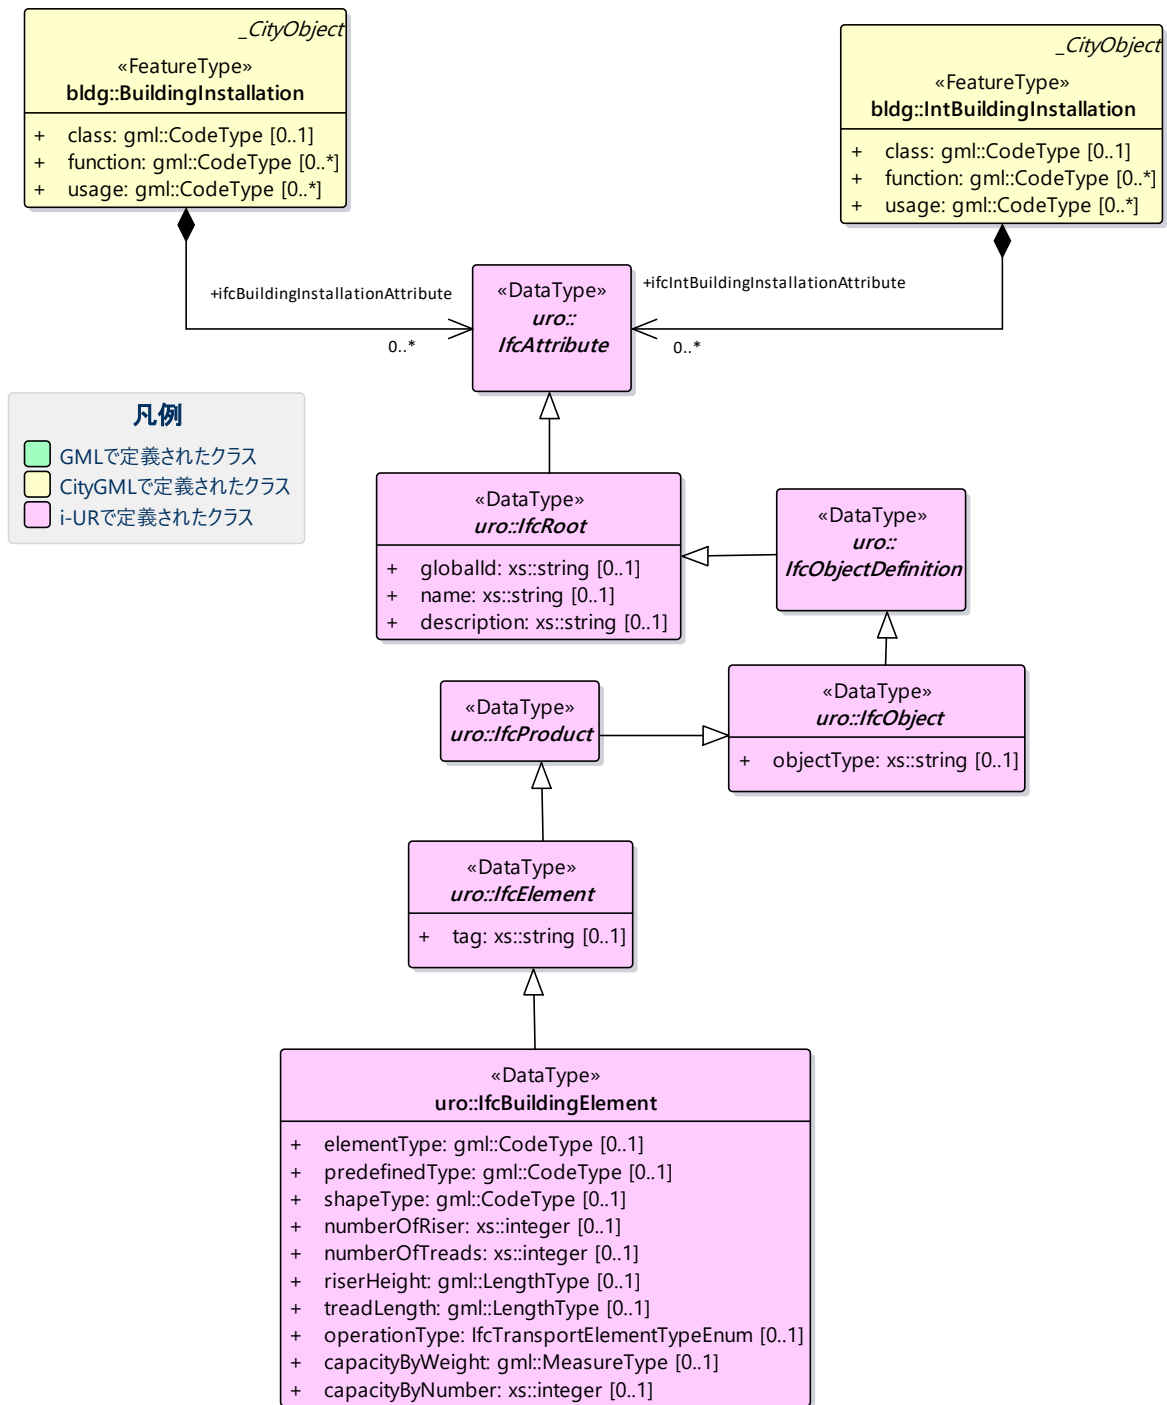 _CityObject
«FeatureType»
bldg::BuildingInstallation
+ class: gml::CodeType [0..1]
+ function: gml::CodeType [0..*]
+ usage: gml::CodeType [0..*]
_CityObject
«FeatureType»
bldg::IntBuildingInstallation
+ class: gml::CodeType [0..1]
+ function: gml::CodeType [0..*]
+ usage: gml::CodeType [0..*]
+ifcBuildingInstallationAttribute
0..*
«DataType»
uro::
IfcAttribute
+ifcIntBuildingInstallationAttribute
0..*
凡例
GMLで定義されたクラス
CityGMLで定義されたクラス
i-URで定義されたクラス
«DataType»
uro::IfcRoot
+ globalId: xs::string [0..1]
+ name: xs::string [0..1]
+ description: xs::string [0..1]
«DataType»
uro::
IfcObjectDefinition
«DataType»
uro::IfcProduct
«DataType»
uro::IfcObject
+ objectType: xs::string [0..1]
«DataType»
uro::IfcElement
+ tag: xs::string [0..1]
«DataType»
uro::IfcBuildingElement
+ elementType: gml::CodeType [0..1]
+ predefinedType: gml::CodeType [0..1]
+ shapeType: gml::CodeType [0..1]
+ numberOfRiser: xs::integer [0..1]
+ numberOfTreads: xs::integer [0..1]
+ riserHeight: gml::LengthType [0..1]
+ treadLength: gml::LengthType [0..1]
+ operationType: IfcTransportElementTypeEnum [0..1]
+ capacityByWeight: gml::MeasureType [0..1]
+ capacityByNumber: xs::integer [0..1]